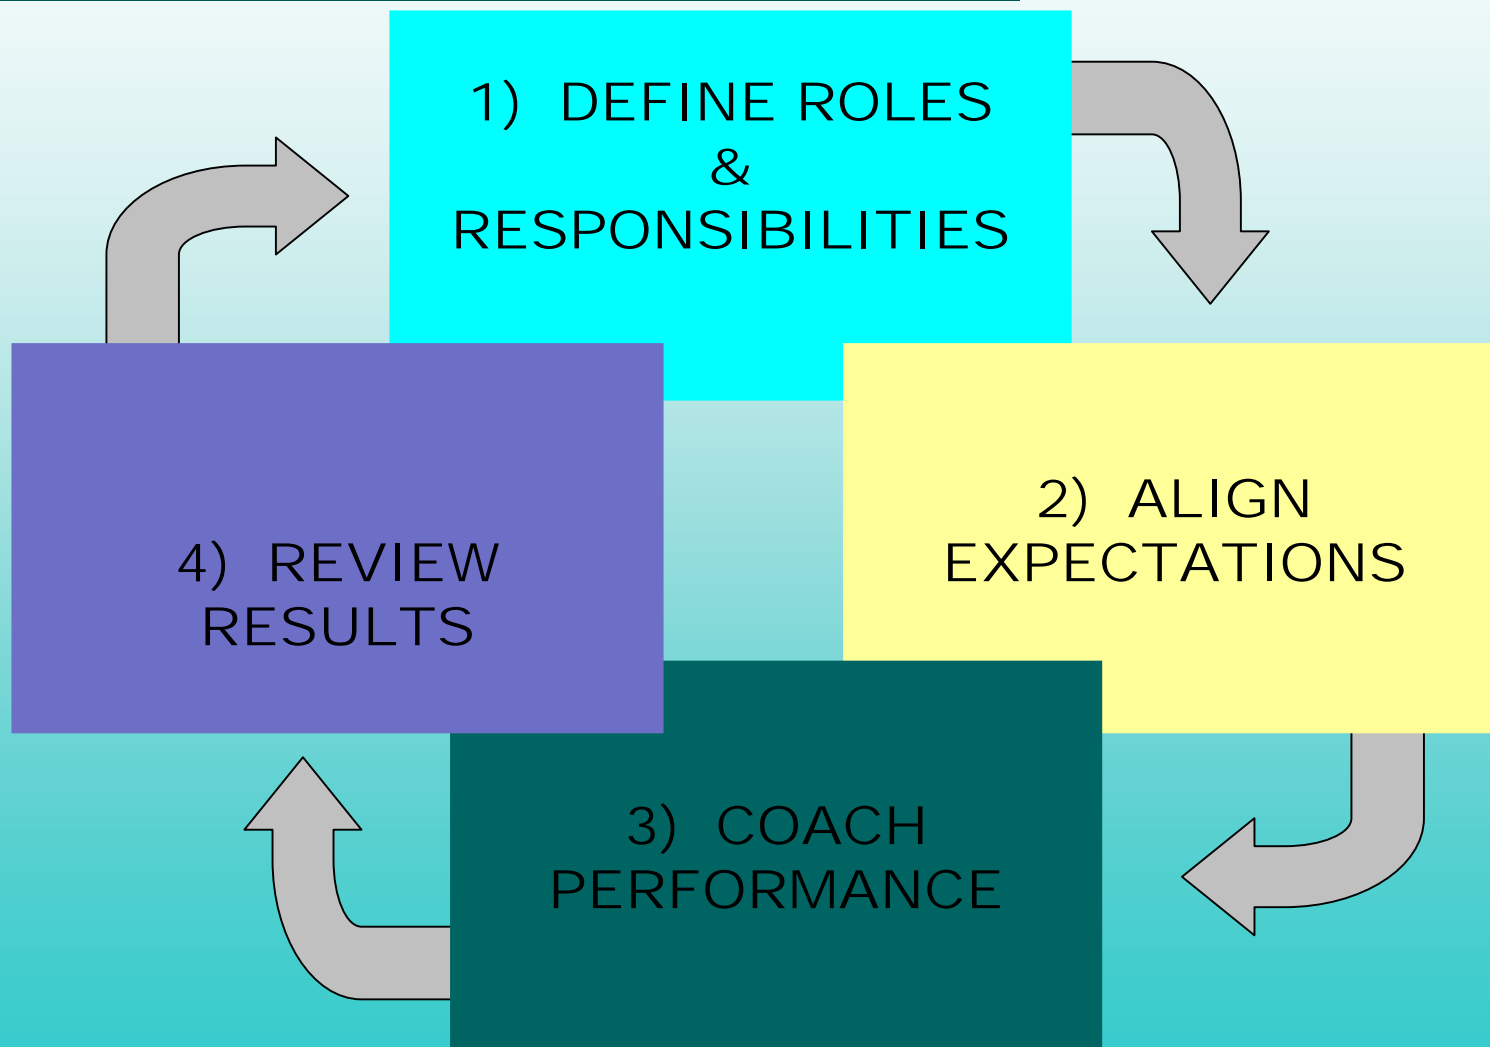 1) DEFINE ROLES
&
RESPONSIBILITIES
2) ALIGN
EXPECTATIONS
3) COACH
PERFORMANCE
4) REVIEW
RESULTS